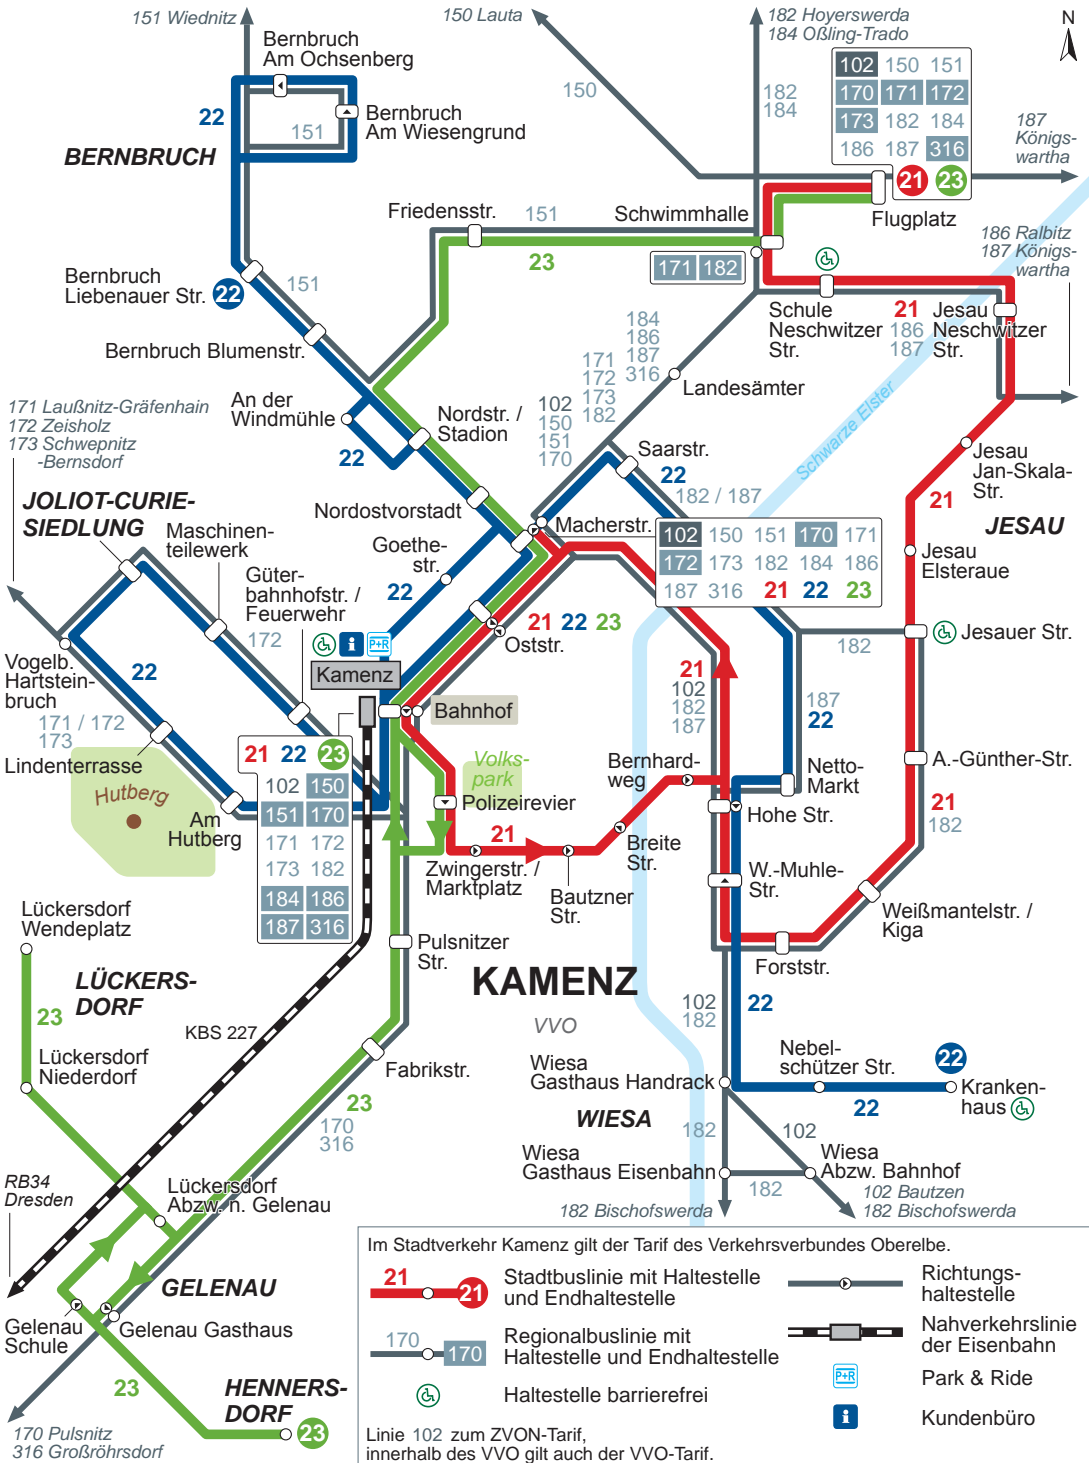 151 Wiednitz
150 Lauta
182 Hoyerswerda
184 Oßling-Trado
N
Bernbruch
Am Ochsenberg
22
151
Bernbruch
Am Wiesengrund
BERNBRUCH
150
182
184
102 150 151
170 171 172
173 182 184
186 187 316
21 23
Flugplatz
187
Königs-
wartha
Friedensstr.
151
23
Schwimmhalle
171 182
186 Ralbitz
187 Königs-
wartha
Bernbruch
Liebenauer Str. 22
151
Bernbruch Blumenstr.
Schule
Neschwitzer
Str.
21
186
187
Jesau
Neschwitzer
Str.
184
186
187
316
171
172
173
182
102
150
151
170
Landesämter
Schwarze Elster
171 Laußnitz-Gräfenhain
172 Zeisholz
173 Schwepnitz
-Bernsdorf
An der
Windmühle
22
Nordstr. /
Stadion
Saarstr.
22
182 / 187
Jesau
Jan-Skala-
Str.
21
JESAU
JOLIOT-CURIE-
SIEDLUNG
Maschinen-
teilewerk
Nordostvorstadt
Macherstr.
102 150 151 170 171
172 173 182 184 186
187 316 21 22 23
Jesau
Elsteraue
Goethe-
str.
22
Güter-
bahnhofstr. /
Feuerwehr
172
21 22 23
Oststr.
182
Jesauer Str.
Vogelb.
Hartstein-
bruch
22
171 / 172
173
Lindenterrasse
i
P+R
Kamenz
Bahnhof
21
102
182
187
187
22
Hutberg
Am
Hutberg
21 22 23
102 150
151 170
171 172
173 182
184 186
187 316
Volks-
park
Polizeirevier
Bernhard-
weg
Netto-
Markt
A.-Günther-Str.
21
182
Hohe Str.
21
Breite
Str.
Zwingerstr. /
Marktplatz
Bautzner
Str.
W.-Muhle-
Str.
Weißmantelstr. /
Kiga
Lückersdorf
Wendeplatz
Pulsnitzer
Str.
Forststr.
LÜCKERS-
DORF
23
KAMENZ
VVO
102
182
22
KBS 227
Lückersdorf
Niederdorf
Fabrikstr.
23
170
316
Wiesa
Gasthaus Handrack
Nebel-
schützer Str.
22
22
Kranken-
haus
WIESA
182
102
Wiesa
Gasthaus Eisenbahn
Wiesa
Abzw. Bahnhof
182
RB34
Dresden
Lückersdorf
Abzw. n. Gelenau
182 Bischofswerda
102 Bautzen
182 Bischofswerda
GELENAU
Gelenau
Schule
Gelenau Gasthaus
23
HENNERS-
DORF
23
170 Pulsnitz
316 Großröhrsdorf
Im Stadtverkehr Kamenz gilt der Tarif des Verkehrsverbundes Oberelbe.
21
21
Stadtbuslinie mit Haltestelle
und Endhaltestelle
Richtungs-
haltestelle
170
170
Regionalbuslinie mit
Haltestelle und Endhaltestelle
Nahverkehrslinie
der Eisenbahn
Haltestelle barrierefrei
P+R
Park & Ride
i
Kundenbüro
Linie 102 zum ZVON-Tarif,
innerhalb des VVO gilt auch der VVO-Tarif.